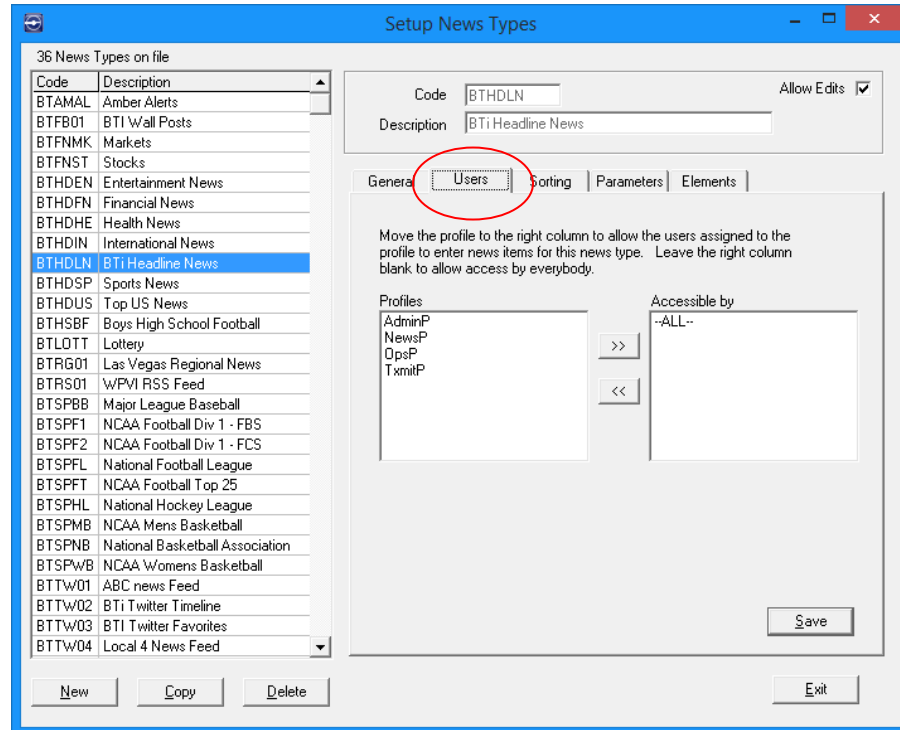 Setup News Types
36 News Types on file
Code Description
BTAMAL Amber Alerts
BTFB01 BTI Wall Posts
BTFNMK Markets
BTFNST Stocks
BTHDEN Entertainment News
BTHDFN Financial News
BTHDHE Health News
BTHDIN International News
BTHDLN BTi Headline News
BTHDSP Sports News
BTHDUS Top US News
BTHSBF Boys High School Football
BTLOTT Lottery
BTRG01 Las Vegas Regional News
BTRS01 WPVI RSS Feed
BTSPBB Major League Baseball
BTSPF1 NCAA Football Div 1 - FBS
BTSPF2 NCAA Football Div 1 - FCS
BTSPFL National Football League
BTSPFT NCAA Football Top 25
BTSPHL National Hockey League
BTSPMB NCAA Mens Basketball
BTSPNB National Basketball Association
BTSPWB NCAA Womens Basketball
BTTW01 ABC news Feed
BTTW02 BTi Twitter Timeline
BTTW03 BTI Twitter Favorites
BTTW04 Local 4 News Feed
New Copy Delete
Code BTHDLN
Allow Edits
Description BTi Headline News
General Users Sorting Parameters Elements
Move the profile to the right column to allow the users assigned to the
profile to enter news items for this news type. Leave the right column
blank to allow access by everybody.
Profiles Accessible by
AdminP --ALL--
NewsP
OpsP
TxmitP
>>
<<
Save
Exit